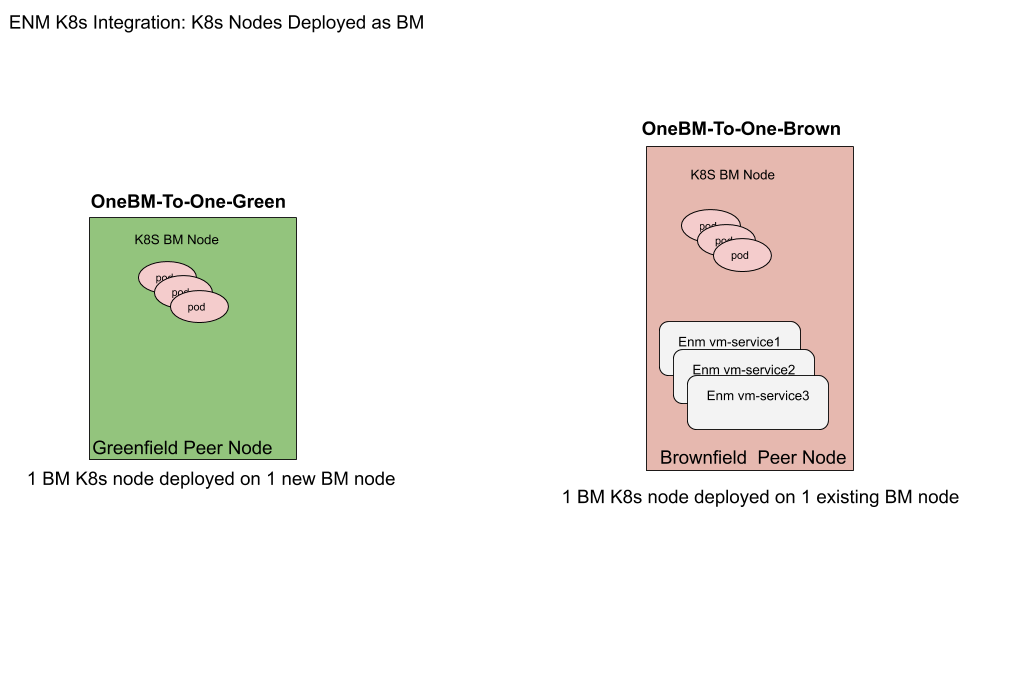 ENM K8s Integration: K8s Nodes Deployed as BM
OneBM-To-One-Green
K8S BM Node
pod
pod
pod
Greenfield Peer Node
1 BM K8s node deployed on 1 new BM node
OneBM-To-One-Brown
K8S BM Node
pod
pod
pod
Enm vm-service1
Enm vm-service2
Enm vm-service3
Brownfield  Peer Node
1 BM K8s node deployed on 1 existing BM node